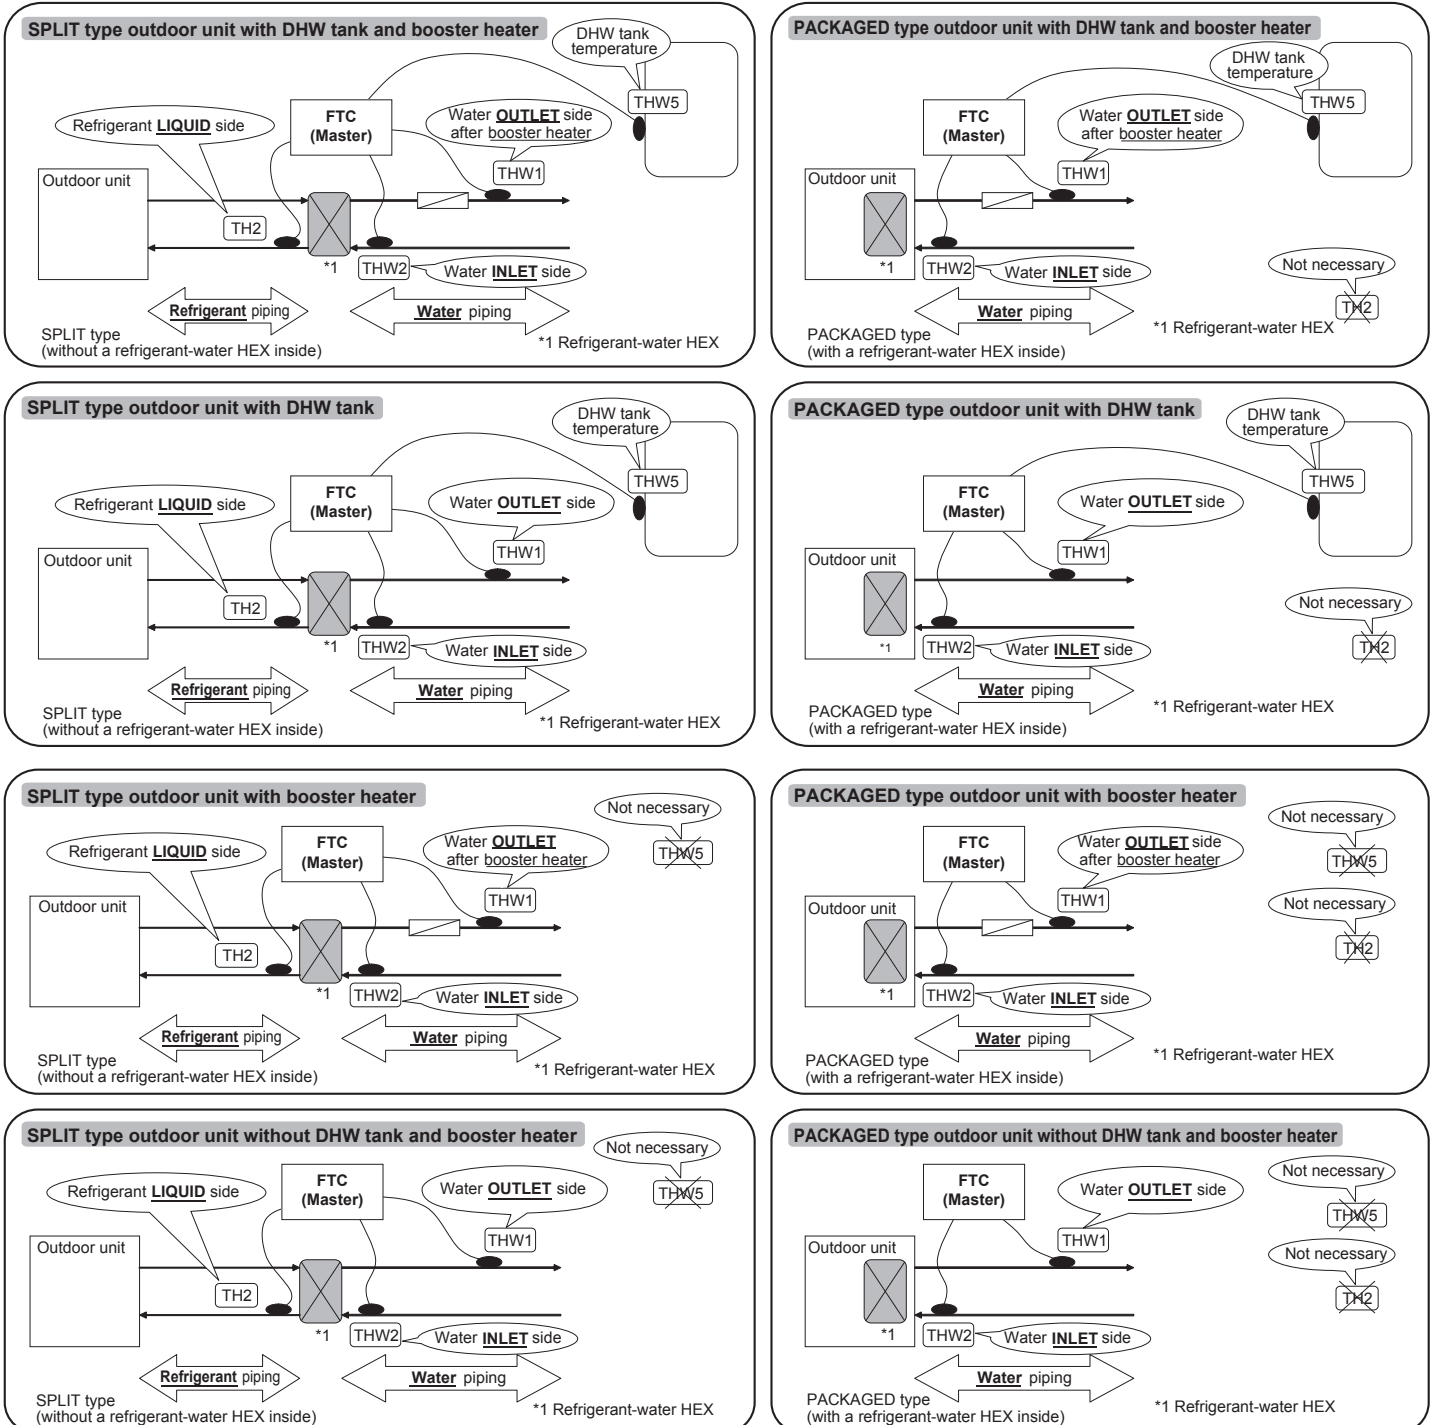 SPLIT type outdoor unit with DHW tank and booster heater
DHW tank
temperature
THW5
FTC
(Master)
Water OUTLET side
after booster heater
Refrigerant LIQUID side
THW1
Outdoor unit
TH2
*1
THW2
Water INLET side
Refrigerant piping
Water piping
SPLIT type
(without a refrigerant-water HEX inside)
*1 Refrigerant-water HEX
PACKAGED type outdoor unit with DHW tank and booster heater
DHW tank
temperature
THW5
FTC
(Master)
Water OUTLET side
after booster heater
THW1
Outdoor unit
*1
THW2
Water INLET side
Not necessary
TH2
Water piping
PACKAGED type
(with a refrigerant-water HEX inside)
*1 Refrigerant-water HEX
SPLIT type outdoor unit with DHW tank
DHW tank
temperature
THW5
FTC
(Master)
Water OUTLET side
Refrigerant LIQUID side
THW1
Outdoor unit
TH2
*1
THW2
Water INLET side
Refrigerant piping
Water piping
SPLIT type
(without a refrigerant-water HEX inside)
*1 Refrigerant-water HEX
PACKAGED type outdoor unit with DHW tank
DHW tank
temperature
THW5
FTC
(Master)
Water OUTLET side
THW1
Outdoor unit
*1
THW2
Water INLET side
Not necessary
TH2
Water piping
PACKAGED type
(with a refrigerant-water HEX inside)
*1 Refrigerant-water HEX
SPLIT type outdoor unit with booster heater
Not necessary
THW5
FTC
(Master)
Water OUTLET
after booster heater
Refrigerant LIQUID side
THW1
Outdoor unit
TH2
*1
THW2
Water INLET side
Refrigerant piping
Water piping
SPLIT type
(without a refrigerant-water HEX inside)
*1 Refrigerant-water HEX
PACKAGED type outdoor unit with booster heater
Not necessary
THW5
FTC
(Master)
Water OUTLET side
after booster heater
THW1
Outdoor unit
Not necessary
TH2
*1
THW2
Water INLET side
Water piping
PACKAGED type
(with a refrigerant-water HEX inside)
*1 Refrigerant-water HEX
SPLIT type outdoor unit without DHW tank and booster heater
Not necessary
THW5
FTC
(Master)
Water OUTLET side
Refrigerant LIQUID side
THW1
Outdoor unit
TH2
*1
THW2
Water INLET side
Refrigerant piping
Water piping
SPLIT type
(without a refrigerant-water HEX inside)
*1 Refrigerant-water HEX
PACKAGED type outdoor unit without DHW tank and booster heater
Not necessary
THW5
FTC
(Master)
Water OUTLET side
THW1
Outdoor unit
Not necessary
TH2
*1
THW2
Water INLET side
Water piping
PACKAGED type
(with a refrigerant-water HEX inside)
*1 Refrigerant-water HEX